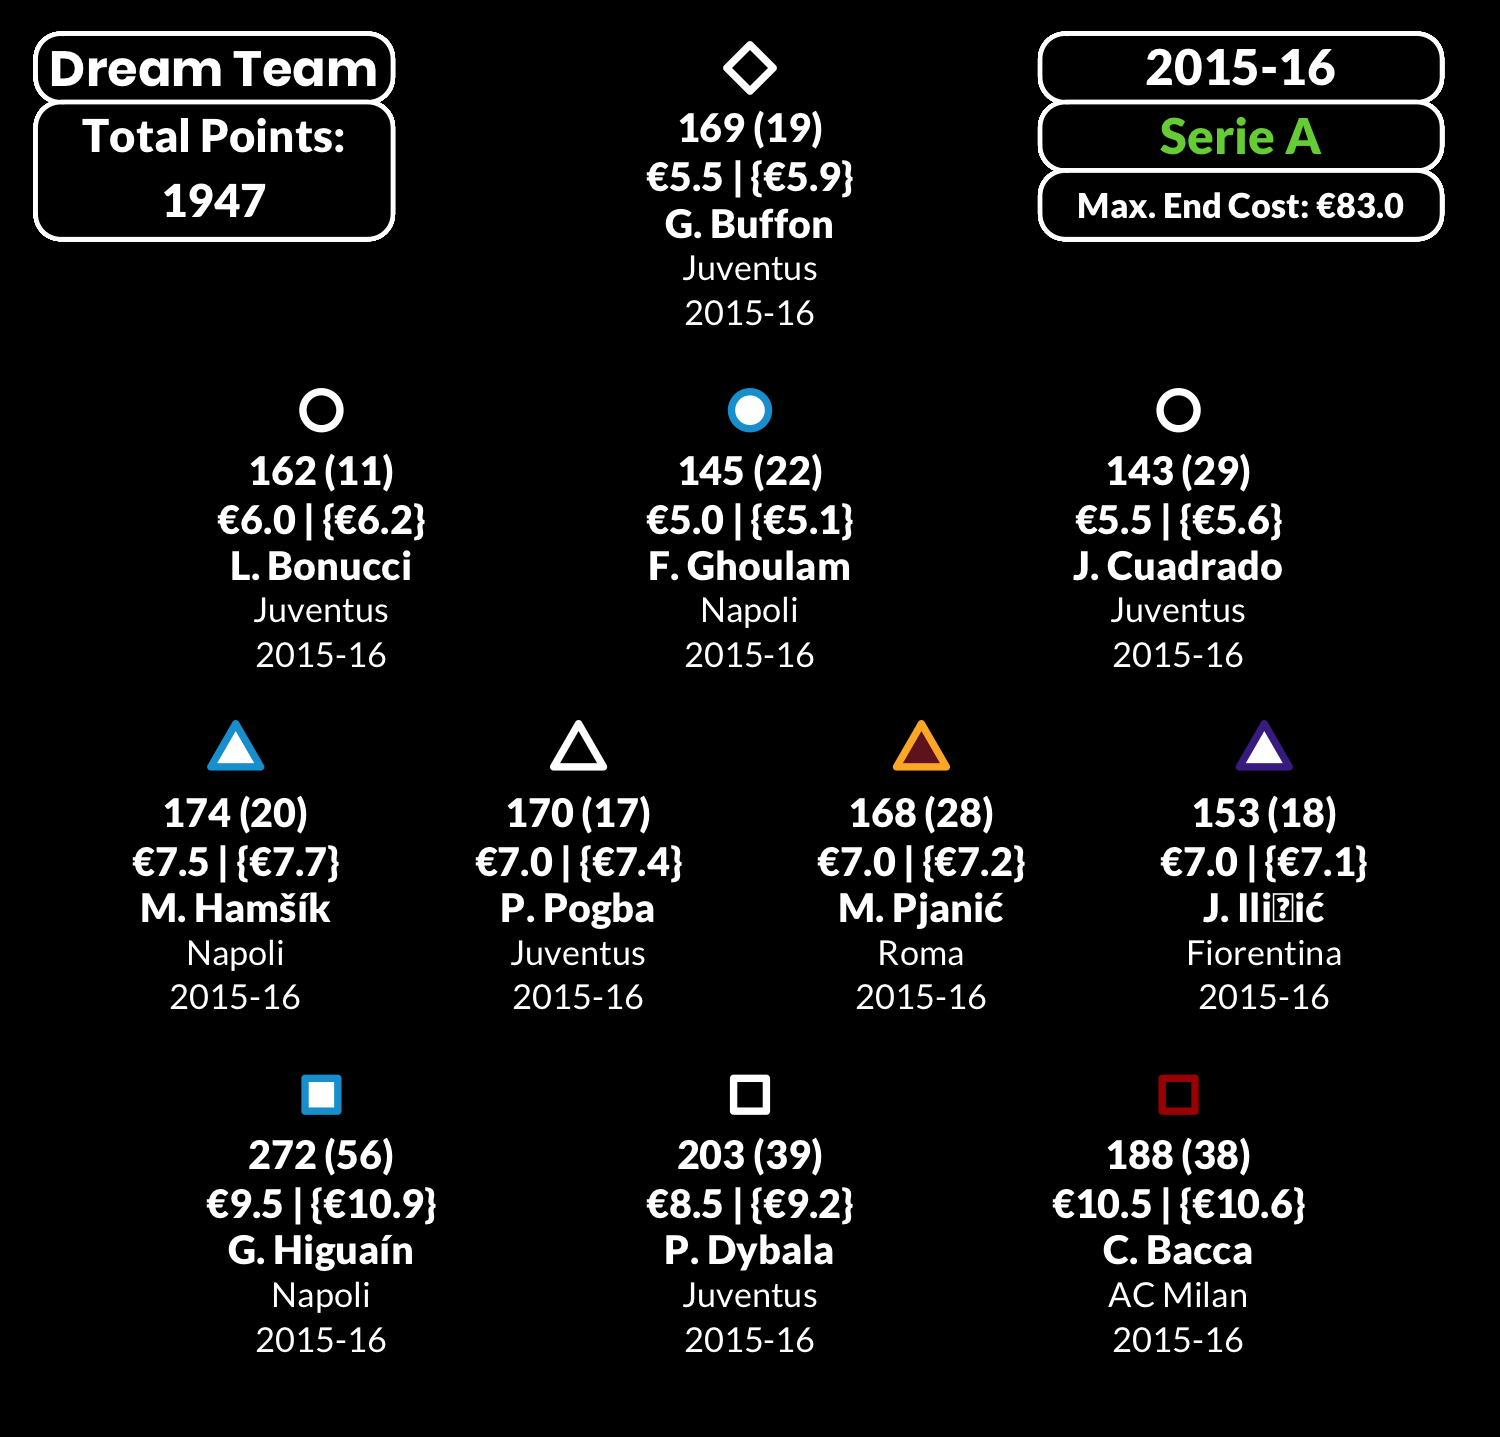 Dream Team
Total Points:
1947
2015-16
Serie A
Max. End Cost: €83.0
169 (19)
€5.5 | {€5.9}
G. Buffon
Juventus
2015-16
162 (11)
€6.0 | {€6.2}
L. Bonucci
Juventus
2015-16
145 (22)
€5.0 | {€5.1}
F. Ghoulam
Napoli
2015-16
143 (29)
€5.5 | {€5.6}
J. Cuadrado
Juventus
2015-16
174 (20)
€7.5 | {€7.7}
M. Hamšík
Napoli
2015-16
170 (17)
€7.0 | {€7.4}
P. Pogba
Juventus
2015-16
168 (28)
€7.0 | {€7.2}
M. Pjanić
Roma
2015-16
153 (18)
€7.0 | {€7.1}
J. Ili�ić
Fiorentina
2015-16
272 (56)
€9.5 | {€10.9}
G. Higuaín
Napoli
2015-16
203 (39)
€8.5 | {€9.2}
P. Dybala
Juventus
2015-16
188 (38)
€10.5 | {€10.6}
C. Bacca
AC Milan
2015-16